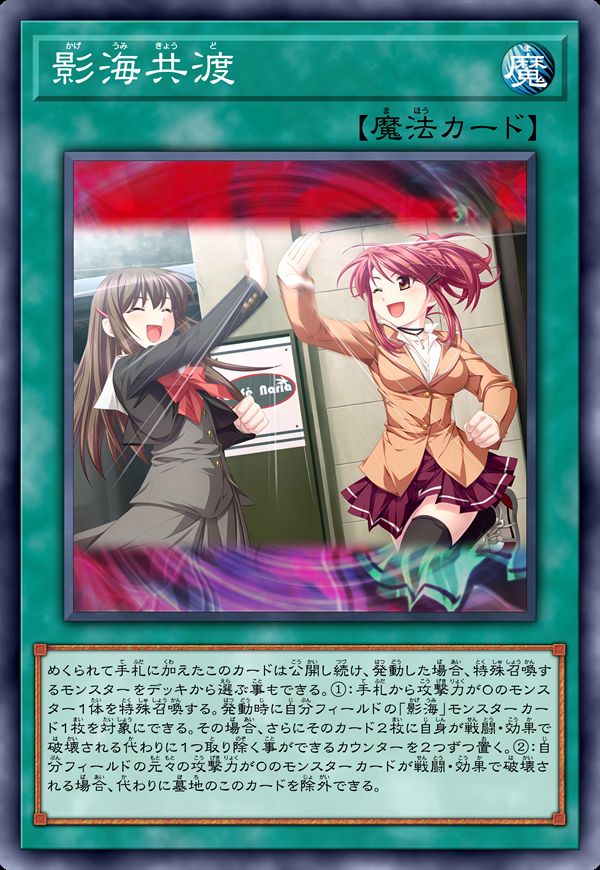 影海共渡
魔
【魔法カード】
fé Naria
めくられて手札に加えたこのカードは公開し続け、発動した場合、特殊召喚す
るモンスターをデッキから選ぶ事もできる。①：手札から攻撃力が０のモンス
ター１体を特殊召喚する。発動時に自分フィールドの「影海」モンスターカー
ド１枚を対象にできる。その場合、さらにそのカード２枚に自身が戦闘・効果で
破壊される代わりに１つ取り除く事ができるカウンターを２つずつ置く。②：自
分フィールドの元々の攻撃力が０のモンスターカードが戦闘・効果で破壊さ
れる場合、代わりに墓地のこのカードを除外できる。